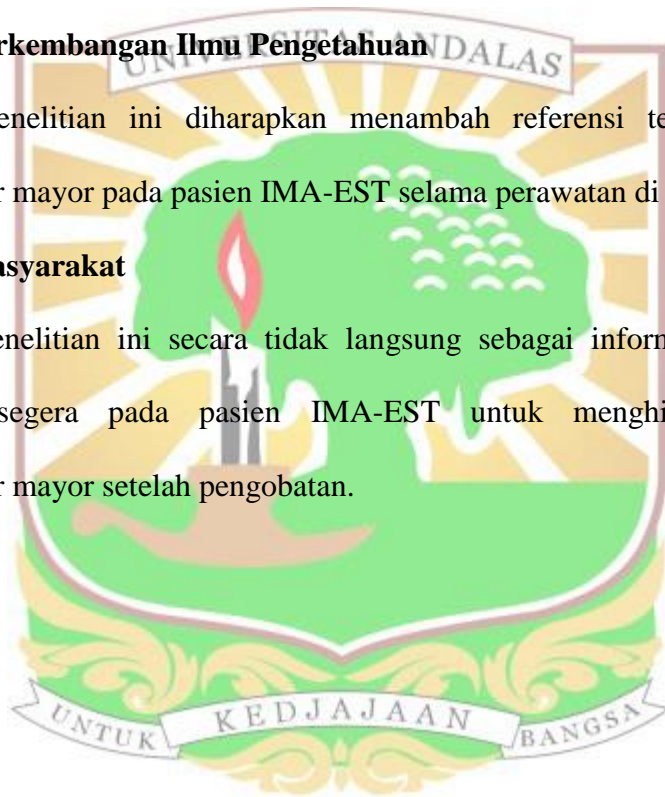 rkembangan Ilmu Pengetahuan
UNIVERSITAS ANDALAS
enelitian ini diharapkan menambah referensi te
r mayor pada pasien IMA-EST selama perawatan di
asyarakat
enelitian ini secara tidak langsung sebagai inform
segera pada pasien IMA-EST untuk menghi
r mayor setelah pengobatan.
UNTUK KEDJAJAAN BANGSA